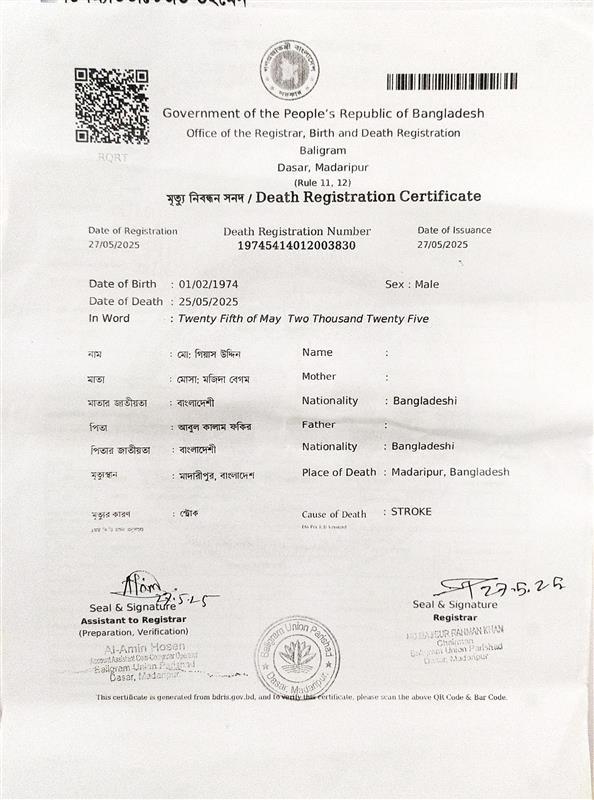 RQRT
Government of the People's Republic of Bangladesh
Office of the Registrar, Birth and Death Registration
Baligram
Dasar, Madaripur
(Rule 11, 12)
মৃত্যু নিবন্ধন সনদ / Death Registration Certificate
Date of Registration Death Registration Number Date of Issuance
27/05/2025 19745414012003830 27/05/2025
Date of Birth : 01/02/1974 Sex : Male
Date of Death : 25/05/2025
In Word : Twenty Fifth of May Two Thousand Twenty Five
নাম : মো: গিয়াস উদ্দিন Name :
মাতা : মোসা: মজিদা বেগম Mother :
মাতার জাতীয়তা : বাংলাদেশী Nationality : Bangladeshi
পিতা : আবুল কালাম ফকির Father :
পিতার জাতীয়তা : বাংলাদেশী Nationality : Bangladeshi
মৃত্যুস্থান : মাদারীপুর, বাংলাদেশ Place of Death : Madaripur, Bangladesh
মৃত্যুর কারণ : স্ট্রোক Cause of Death : STROKE
27.5.25 27.5.25
Seal & Signature Seal & Signature
Assistant to Registrar Registrar
(Preparation, Verification)
Al-Amin Hosen
Account Assistant Com-Computer Operator
Baligram Union Parishad
Dasar, Madaripur
Baligram Union Parishad
Dasar, Madaripur.
RAHMAN KHAN
Chairman
Baligram Union Parishad
Dasar, Madaripur
This certificate is generated from bdris.gov.bd, and to verify this certificate, please scan the above QR Code & Bar Code.